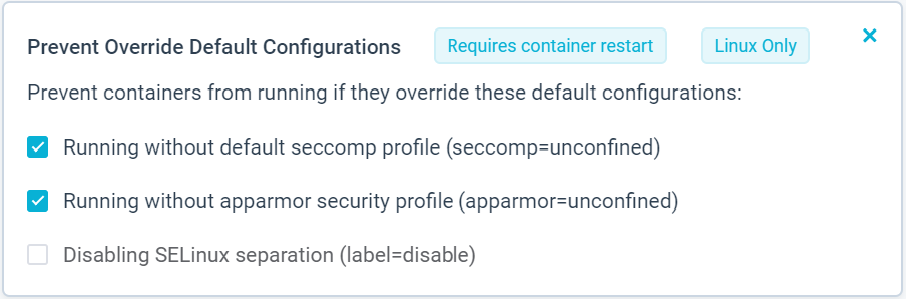 Prevent Override Default Configurations Requires container restart Linux Only ×
Prevent containers from running if they override these default configurations:
Running without default seccomp profile (seccomp=unconfined)
Running without apparmor security profile (apparmor=unconfined)
Disabling SELinux separation (label=disable)